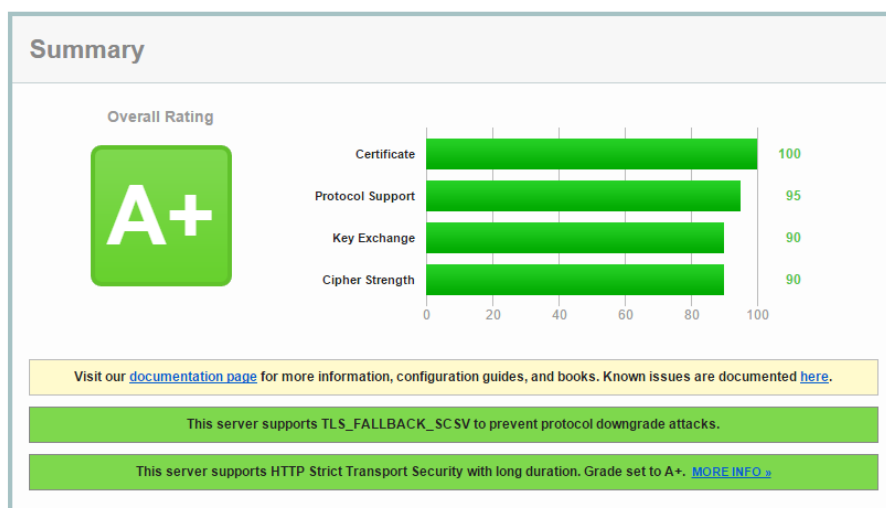 Summary
Overall Rating
A+
Certificate 100
Protocol Support 95
Key Exchange 90
Cipher Strength 90
0 20 40 60 80 100
Visit our documentation page for more information, configuration guides, and books. Known issues are documented here.
This server supports TLS_FALLBACK_SCSV to prevent protocol downgrade attacks.
This server supports HTTP Strict Transport Security with long duration. Grade set to A+. MORE INFO »